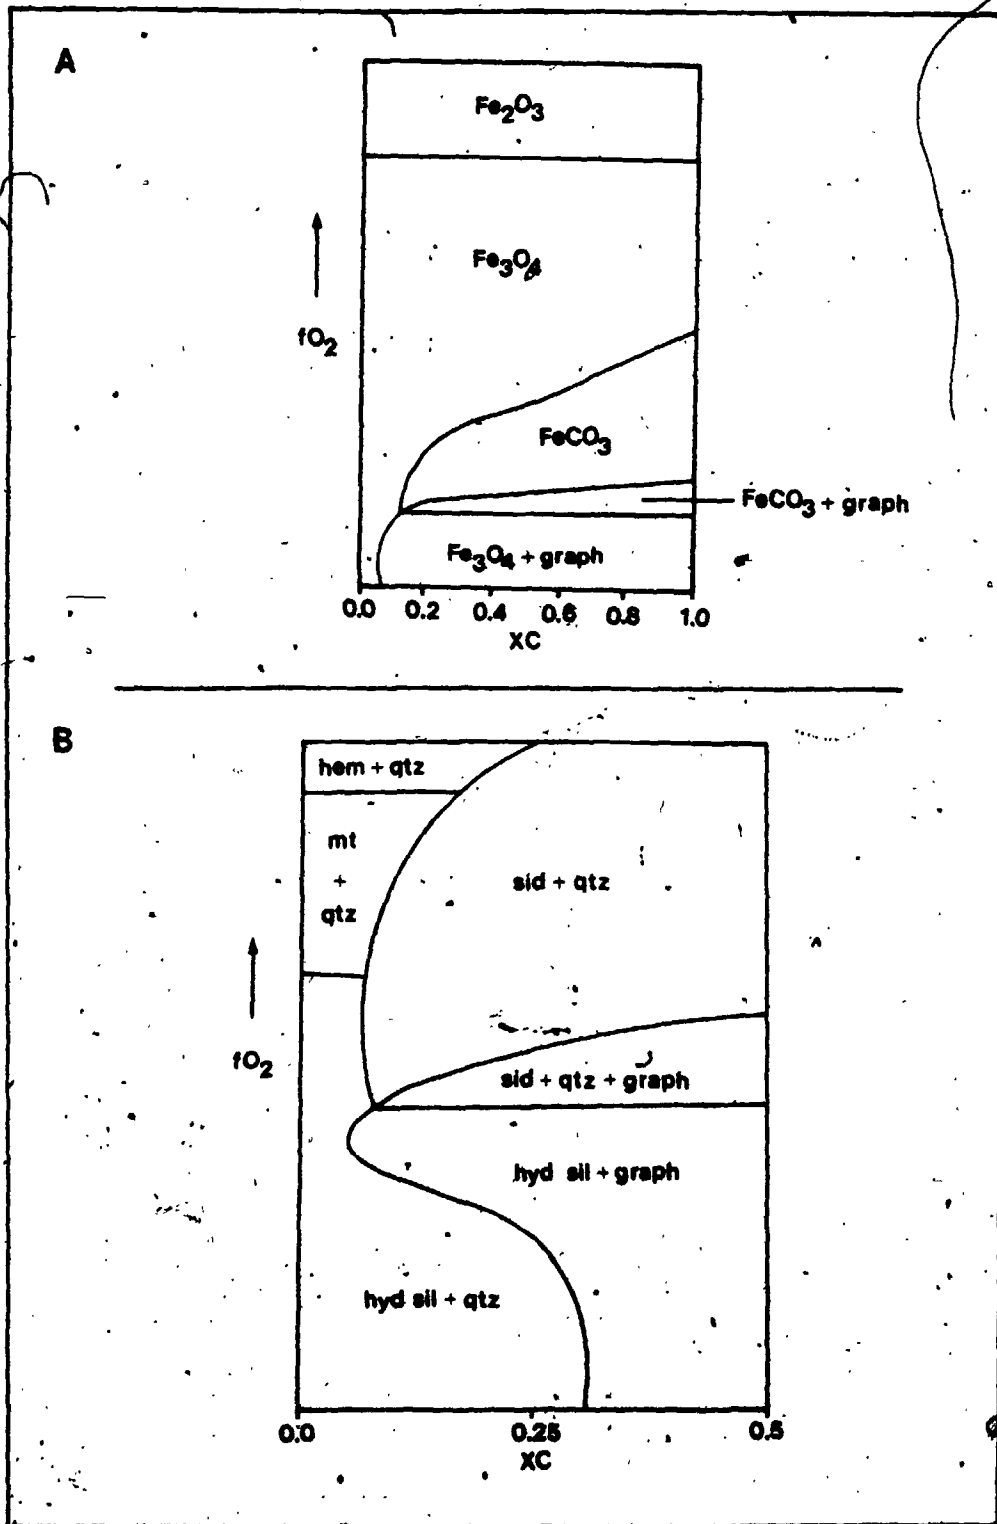 A
Fe2O3
Fe3O4
fO2
FeCO3
FeCO3 + graph
Fe3O4 + graph
0.0 0.2 0.4 0.6 0.8 1.0
XC
B
hem + qtz
mt
+
qtz
sid + qtz
fO2
sid + qtz + graph
hyd sil + graph
hyd sil + qtz
0.0 0.25 0.5
XC